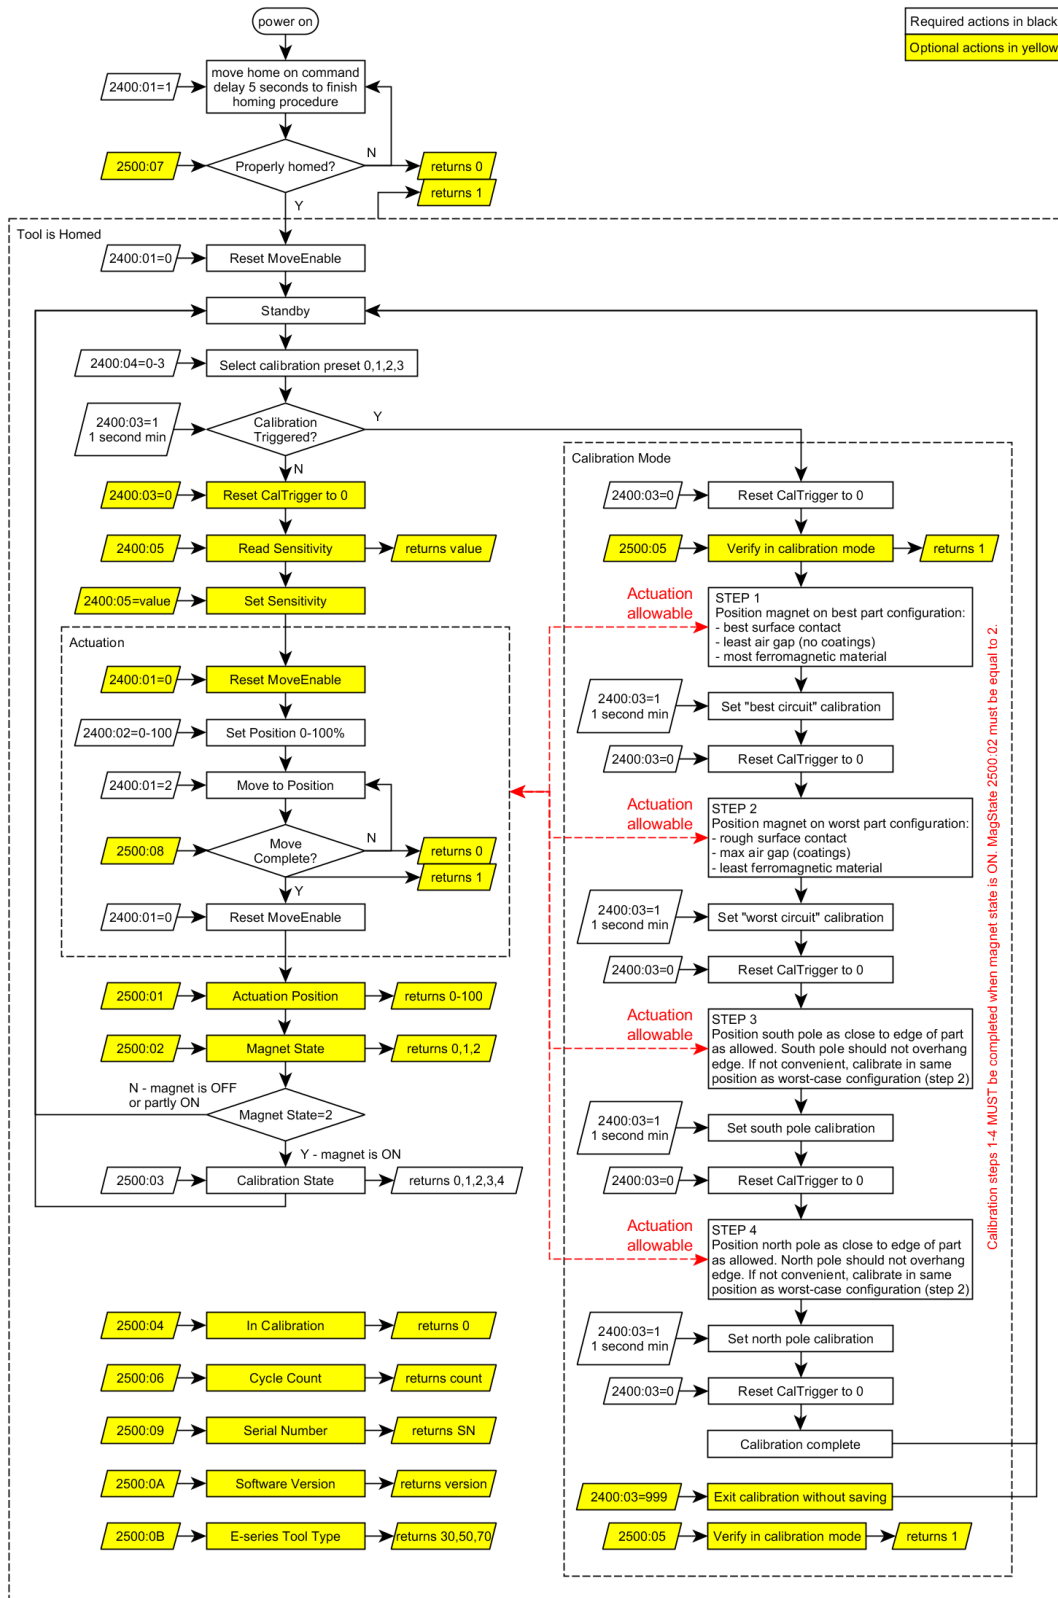 power on
Required actions in black
Optional actions in yellow
2400:01=1
move home on command
delay 5 seconds to finish
homing procedure
2500:07
Properly homed?
N
returns 0
returns 1
Y
Tool is Homed
2400:01=0
Reset MoveEnable
Standby
2400:04=0-3
Select calibration preset 0,1,2,3
2400:03=1
1 second min
Calibration
Triggered?
Y
N
2400:03=0
Reset CalTrigger to 0
2400:05
Read Sensitivity
returns value
2400:05=value
Set Sensitivity
Actuation
2400:01=0
Reset MoveEnable
2400:02=0-100
Set Position 0-100%
2400:01=2
Move to Position
2500:08
Move
Complete?
N
returns 0
returns 1
Y
2400:01=0
Reset MoveEnable
2500:01
Actuation Position
returns 0-100
2500:02
Magnet State
returns 0,1,2
N - magnet is OFF
or partly ON
Magnet State=2
Y - magnet is ON
2500:03
Calibration State
returns 0,1,2,3,4
2500:04
In Calibration
returns 0
2500:06
Cycle Count
returns count
2500:09
Serial Number
returns SN
2500:0A
Software Version
returns version
2500:0B
E-series Tool Type
returns 30,50,70
Calibration Mode
2400:03=0
Reset CalTrigger to 0
2500:05
Verify in calibration mode
returns 1
Actuation
allowable
STEP 1
Position magnet on best part configuration:
- best surface contact
- least air gap (no coatings)
- most ferromagnetic material
2400:03=1
1 second min
Set "best circuit" calibration
2400:03=0
Reset CalTrigger to 0
Actuation
allowable
STEP 2
Position magnet on worst part configuration:
- rough surface contact
- max air gap (coatings)
- least ferromagnetic material
2400:03=1
1 second min
Set "worst circuit" calibration
2400:03=0
Reset CalTrigger to 0
Actuation
allowable
STEP 3
Position south pole as close to edge of part
as allowed. South pole should not overhang
edge. If not convenient, calibrate in same
position as worst-case configuration (step 2)
2400:03=1
1 second min
Set south pole calibration
2400:03=0
Reset CalTrigger to 0
Actuation
allowable
STEP 4
Position north pole as close to edge of part
as allowed. North pole should not overhang
edge. If not convenient, calibrate in same
position as worst-case configuration (step 2)
2400:03=1
1 second min
Set north pole calibration
2400:03=0
Reset CalTrigger to 0
Calibration complete
2400:03=999
Exit calibration without saving
2500:05
Verify in calibration mode
returns 1
Calibration steps 1-4 MUST be completed when magnet state is ON. MagState 2500:02 must be equal to 2.